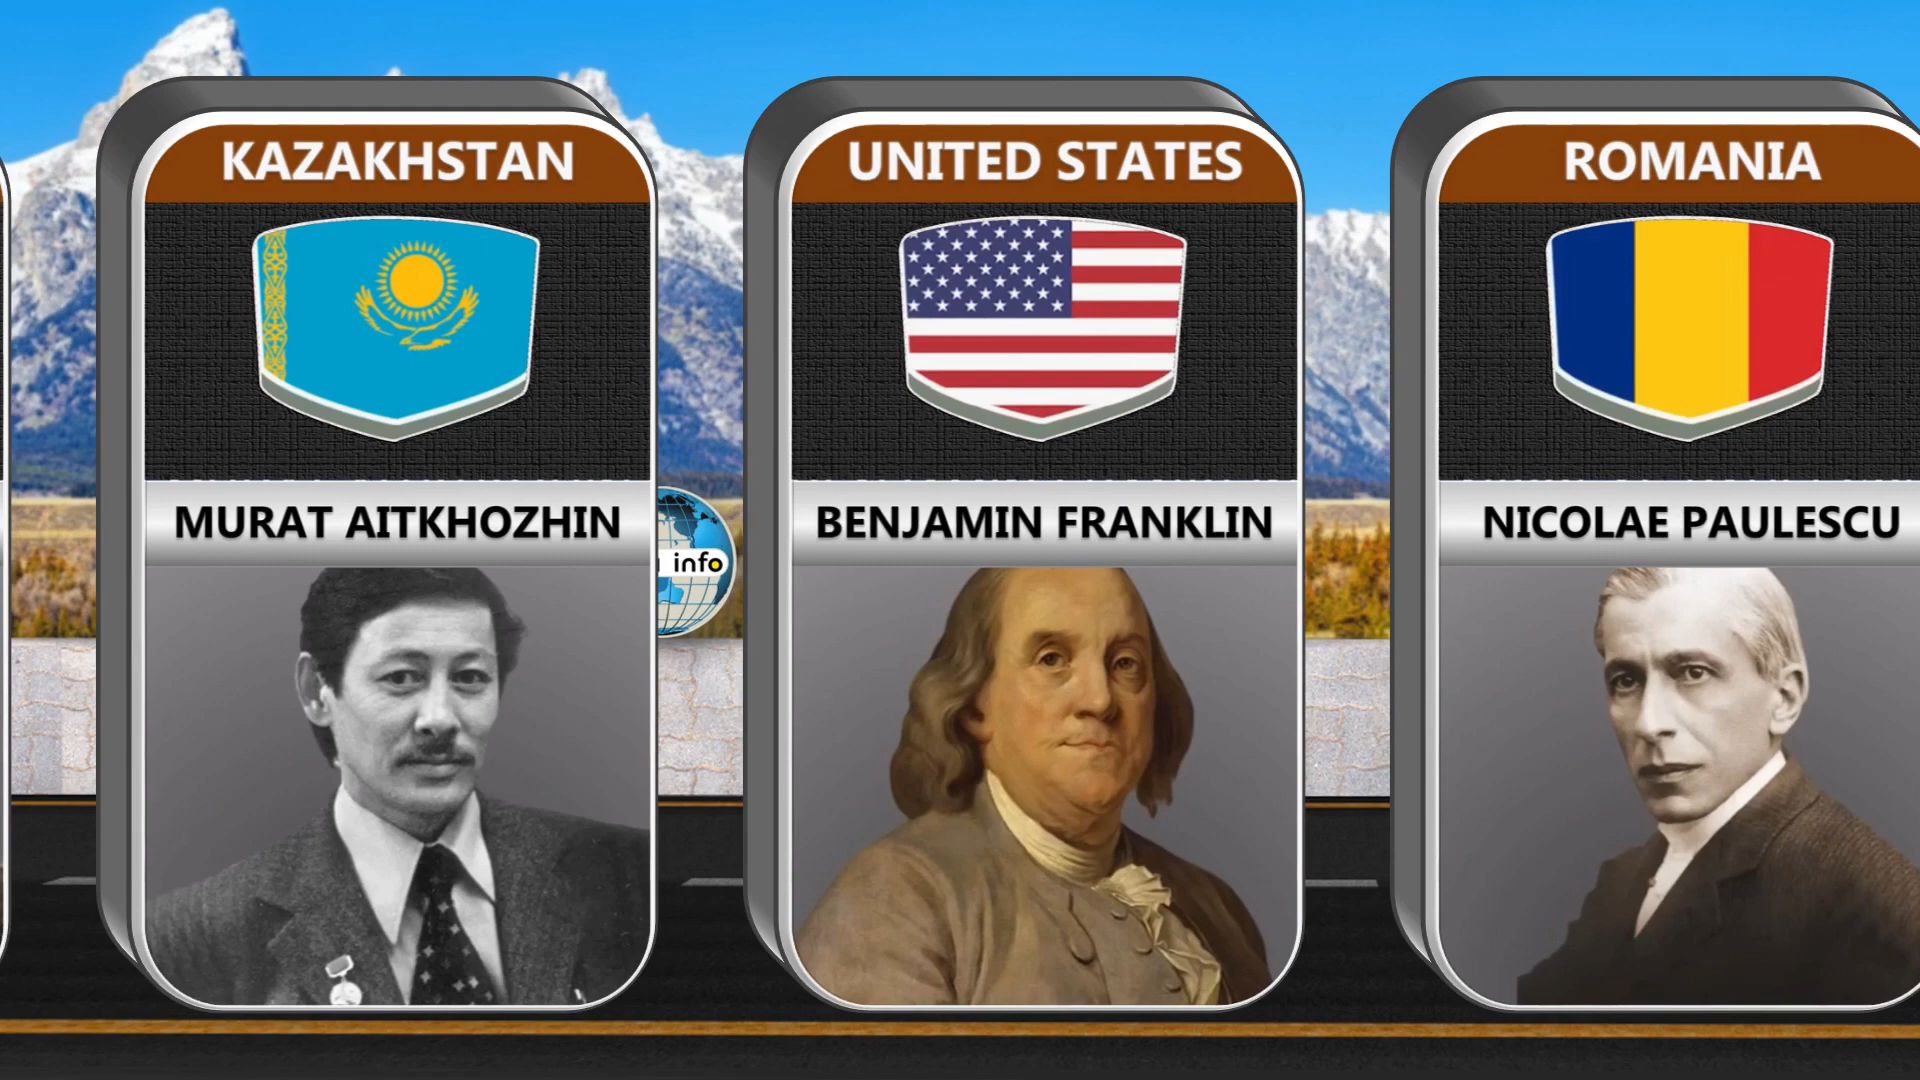 KAZAKHSTAN
MURAT AITKHOZHIN
UNITED STATES
BENJAMIN FRANKLIN
ROMANIA
NICOLAE PAULESCU
info